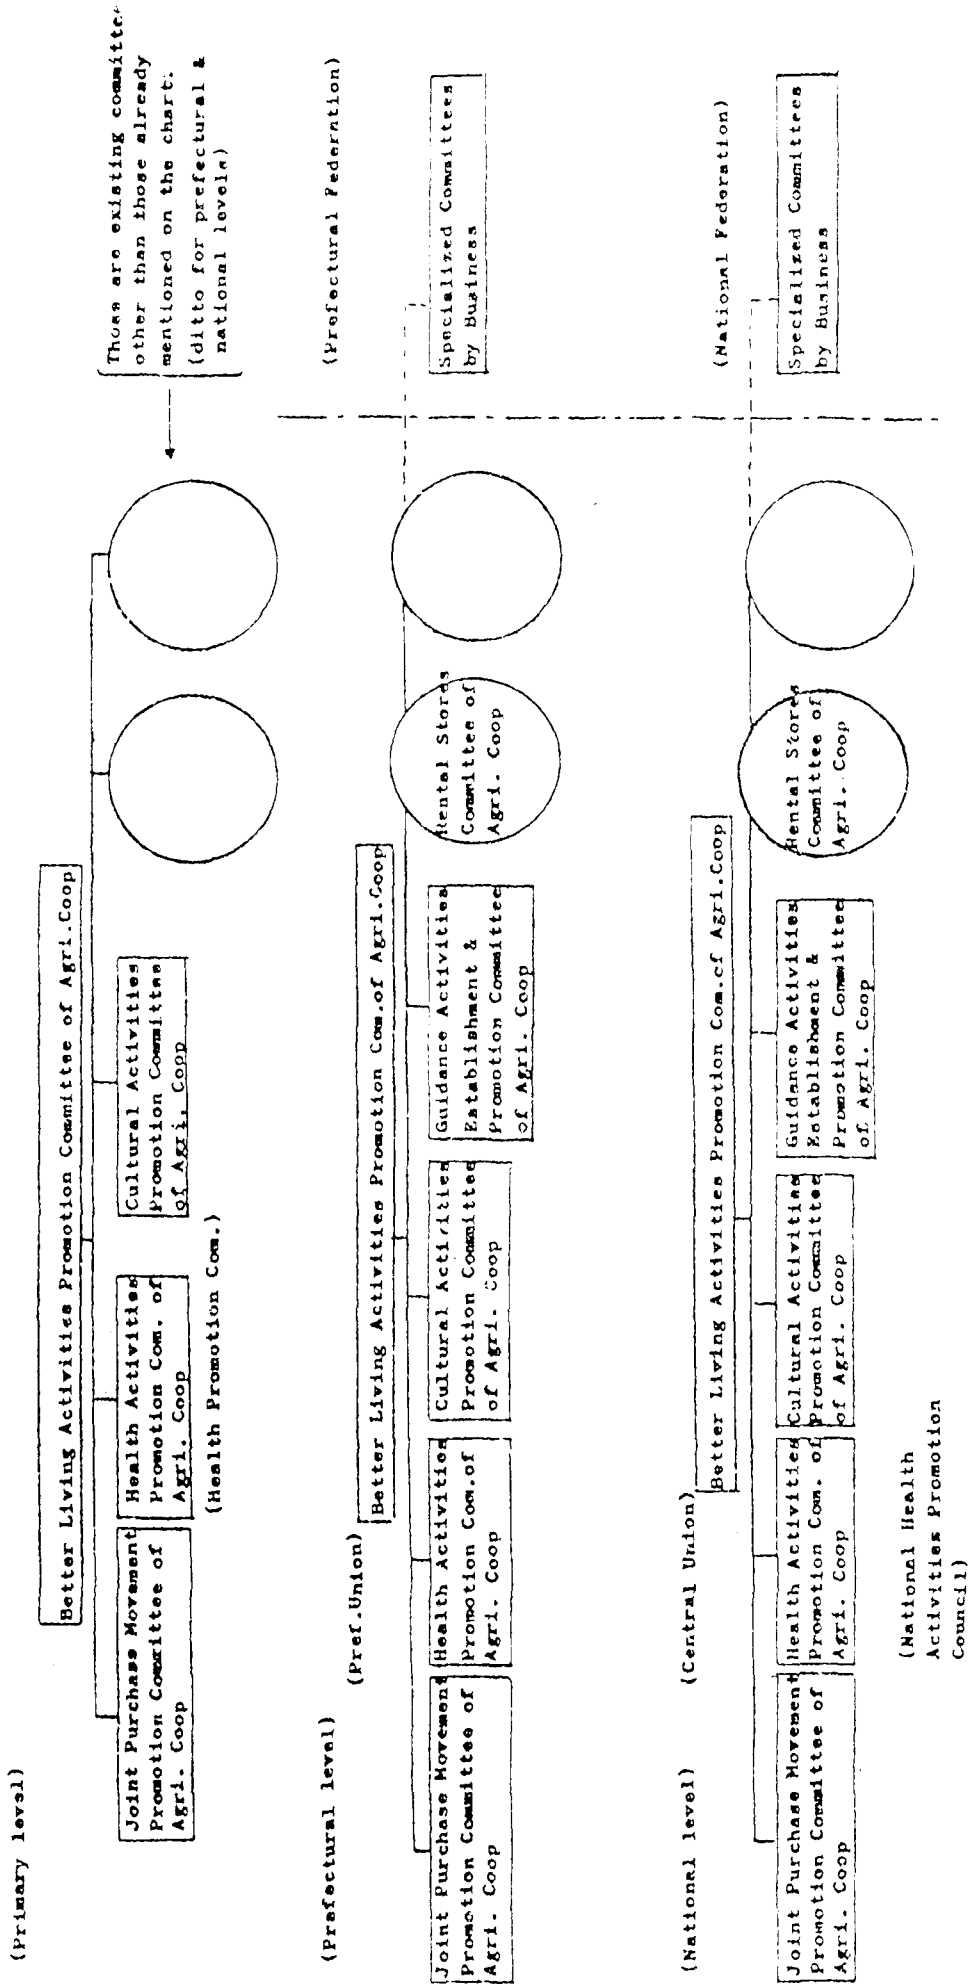 (Primary level)
Better Living Activities Promotion Committee of Agri.Coop
Joint Purchase Movement
Promotion Committee of
Agri. Coop
Health Activities
Promotion Com. of
Agri. Coop
(Health Promotion Com.)
Cultural Activities
Promotion Committee
of Agri. Coop
Those are existing committe
other than those already
mentioned on the chart.
(ditto for prefectural &
national levels)
(Prefectural level)
(Pref.Union)
(Prefectural Federation)
Better Living Activities Promotion Com.of Agri.Coop
Joint Purchase Movement
Promotion Committee of
Agri. Coop
Health Activities
Promotion Com.of
Agri. Coop
Cultural Activities
Promotion Committee
of Agri. Coop
Guidance Activities
Establishment &
Promotion Committee
of Agri. Coop
Rental Stores
Committee of
Agri. Coop
Specialized Committees
by Business
(National level)
(Central Union)
(National Federation)
Better Living Activities Promotion Com.cf Agri.Coop
Joint Purchase Movement
Promotion Committee of
Agri. Coop
Health Activities
Promotion Com. of
Agri. Coop
(National Health
Activities Promotion
Council)
Cultural Activities
Promotion Committee
of Agri. Coop
Guidance Activities
Establishment &
Promotion Committee
of Agri. Coop
Rental Stores
Committee of
Agri. Coop
Specialized Committees
by Business